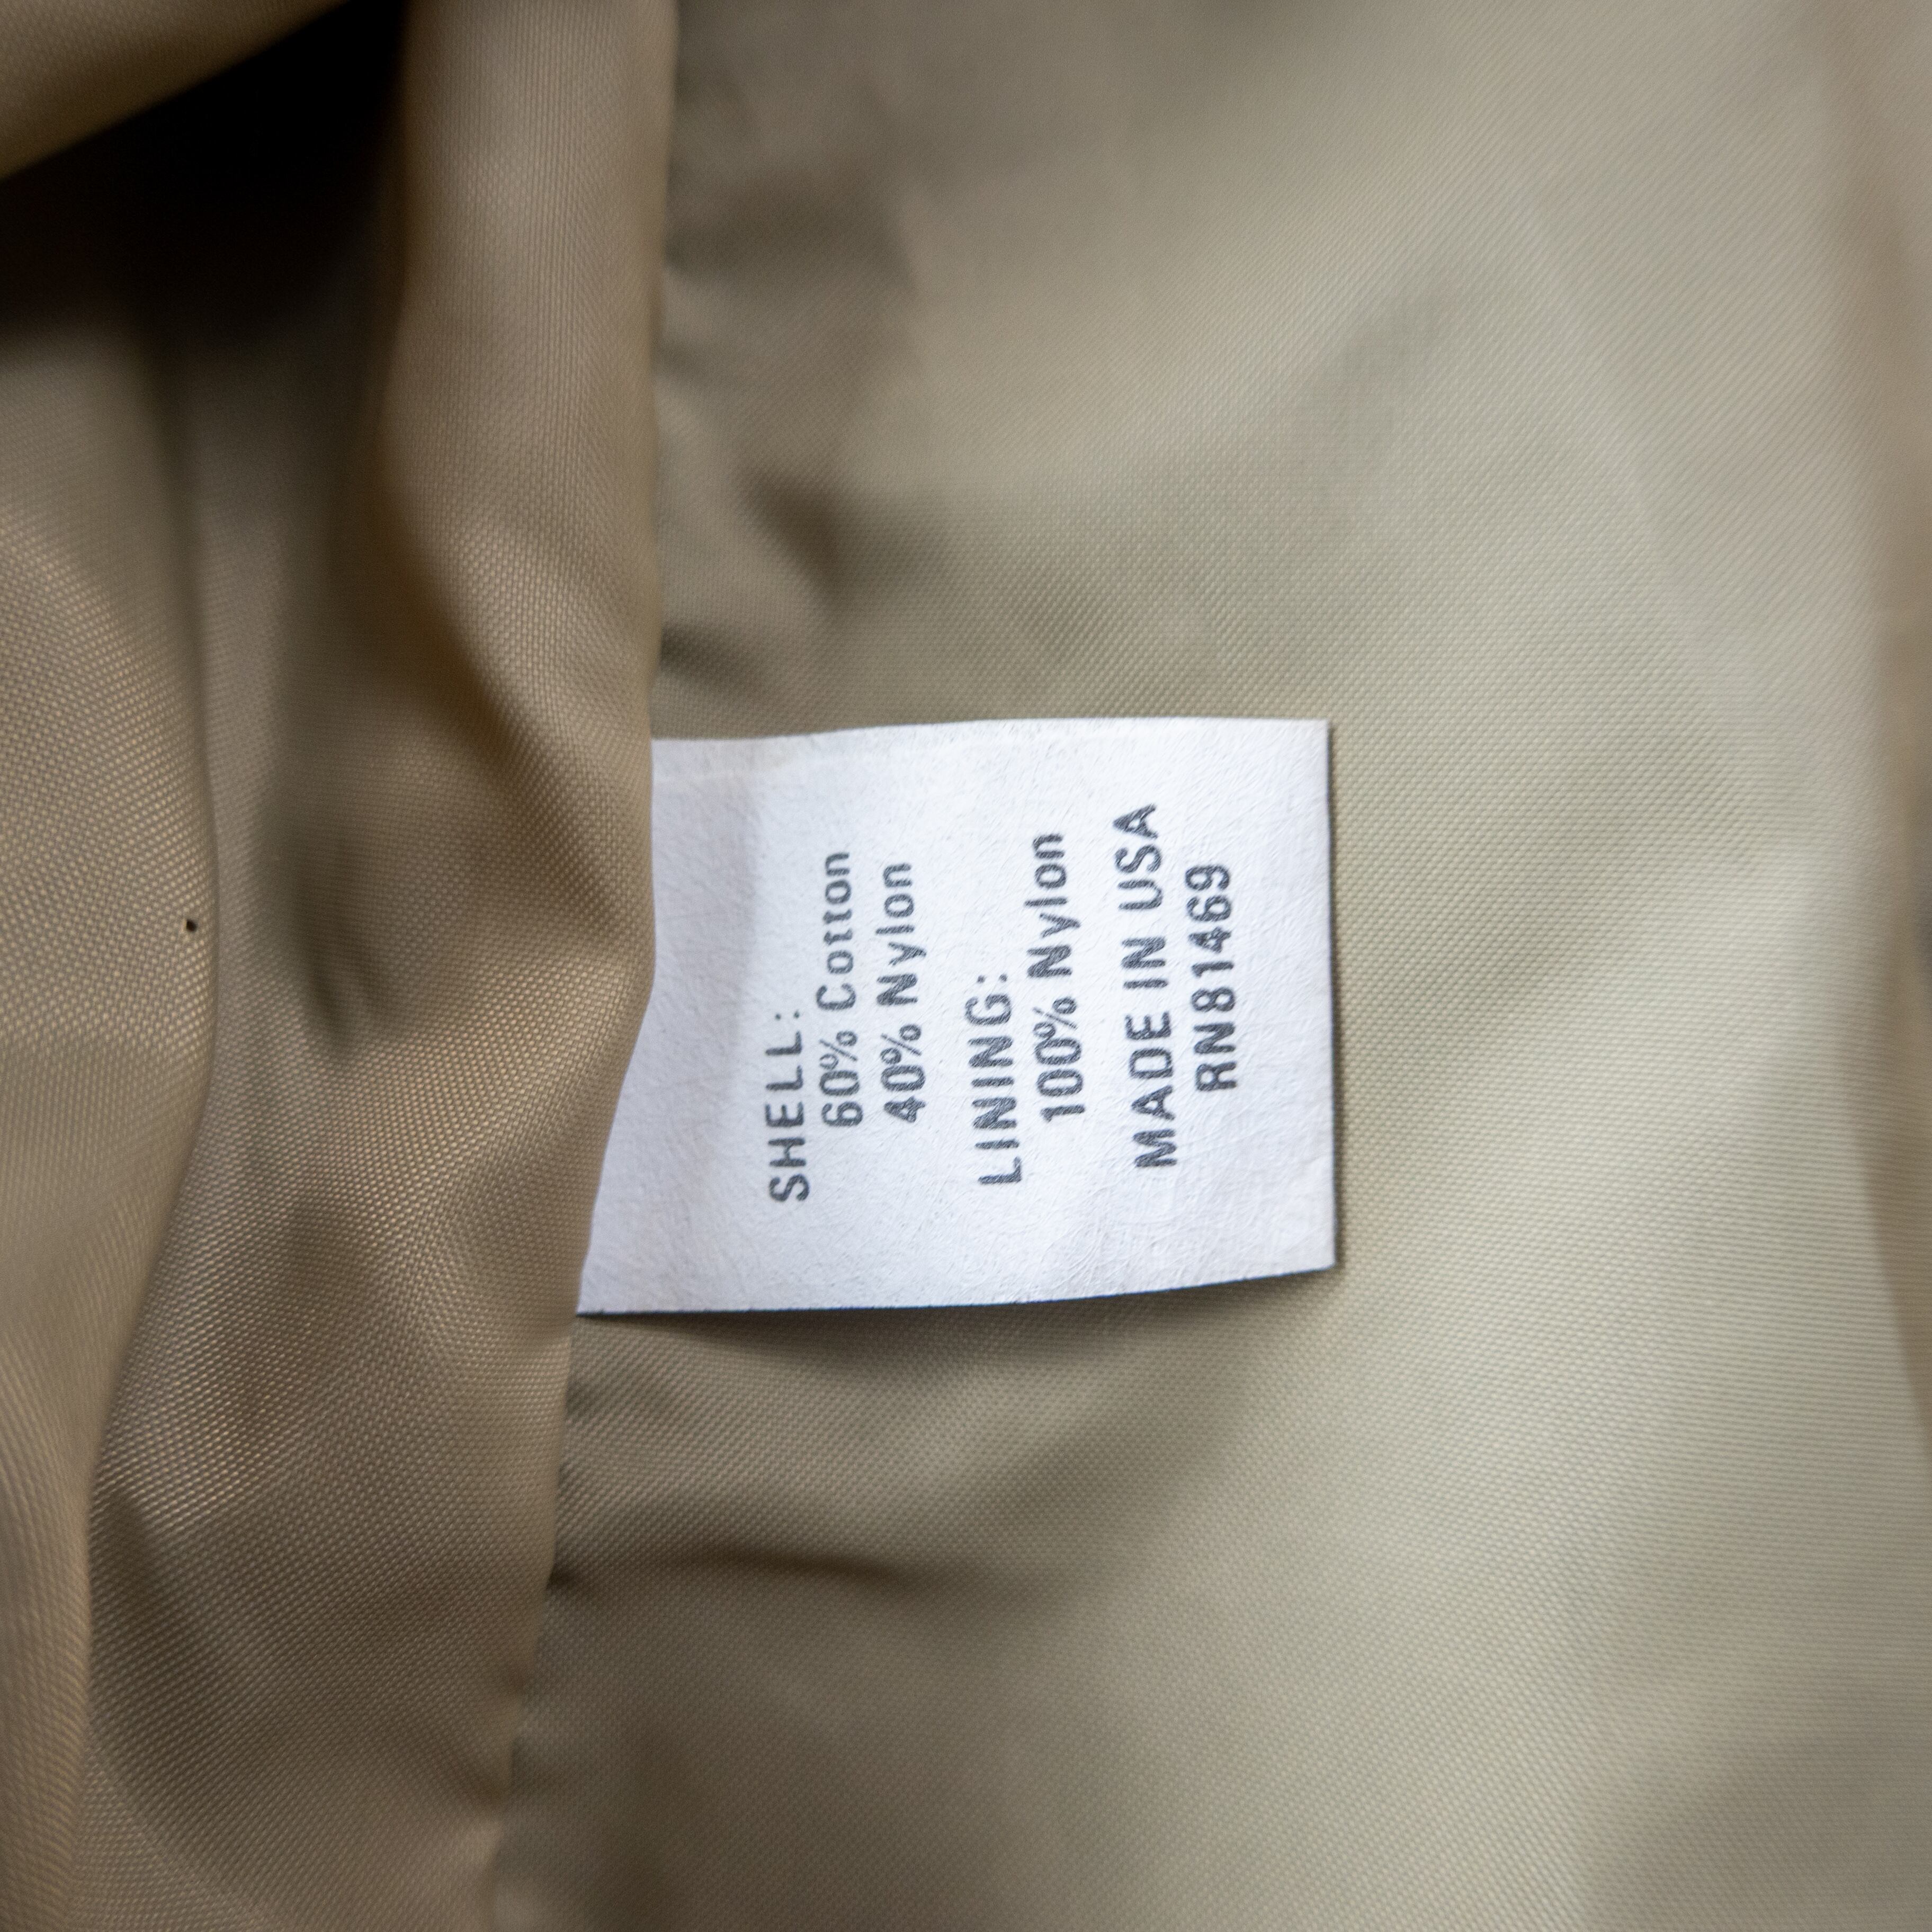 SHELL:
60% Cotton
40% Nylon
LINING:
100% Nylon
MADE IN USA
RN81469